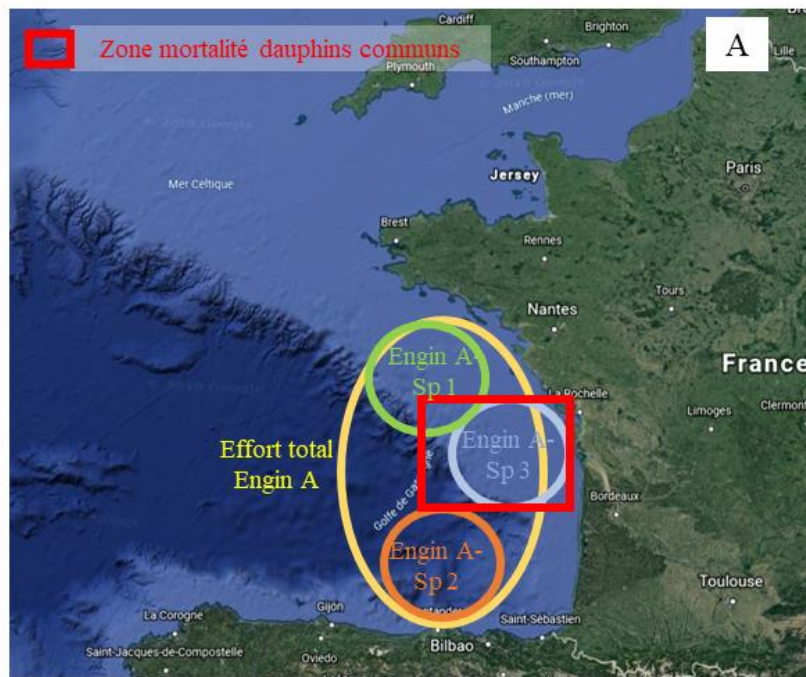 Cardiff
Brighton
Zone mortalité dauphins communs
A
Lille
Southampton
Plymouth
Manche (mer)
Mer Celtique
Jersey
Paris
Brest
Rennes
Nantes
Tours
Engin A-
Sp 1
France
La Rochelle
Clermont
Limoges
Effort total
Engin A
Engin A-
Sp 3
Golfe de Gascogne
Bordeaux
Engin A-
Sp 2
Toulouse
La Corogne
Gijón
Saint-Sébastien
Saint-Jacques-de-Compostelle
Oviedo
Bilbao